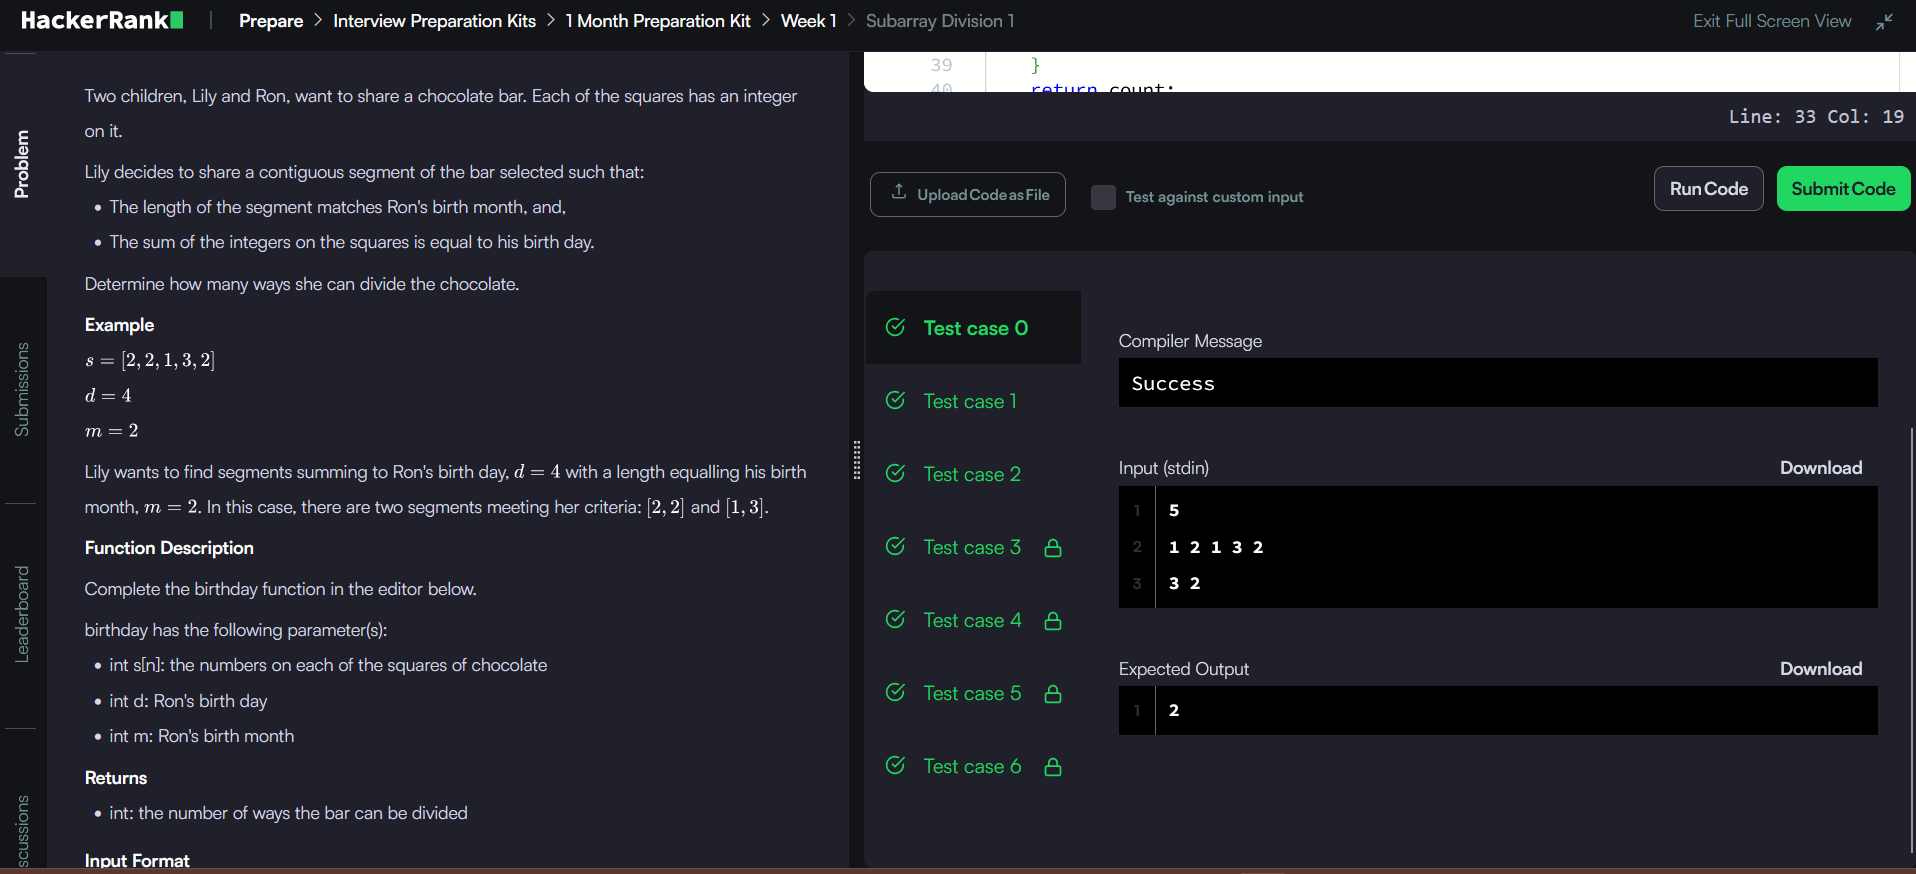 HackerRank
Prepare > Interview Preparation Kits > 1 Month Preparation Kit > Week 1 > Subarray Division 1
Exit Full Screen View
Problem
Submissions
Leaderboard
scussions
Two children, Lily and Ron, want to share a chocolate bar. Each of the squares has an integer
on it.
Lily decides to share a contiguous segment of the bar selected such that:
• The length of the segment matches Ron's birth month, and,
• The sum of the integers on the squares is equal to his birth day.
Determine how many ways she can divide the chocolate.
Example
s = [2, 2, 1, 3, 2]
d = 4
m = 2
Lily wants to find segments summing to Ron's birth day, d = 4 with a length equalling his birth
month, m = 2. In this case, there are two segments meeting her criteria: [2, 2] and [1, 3].
Function Description
Complete the birthday function in the editor below.
birthday has the following parameter(s):
• int s[n]: the numbers on each of the squares of chocolate
• int d: Ron's birth day
• int m: Ron's birth month
Returns
• int: the number of ways the bar can be divided
Input Format
39 }
40 return count;
Line: 33 Col: 19
Upload Code as File
Test against custom input
Run Code
Submit Code
Test case 0
Test case 1
Test case 2
Test case 3
Test case 4
Test case 5
Test case 6
Compiler Message
Success
Input (stdin)
Download
1 5
2 1 2 1 3 2
3 3 2
Expected Output
Download
1 2